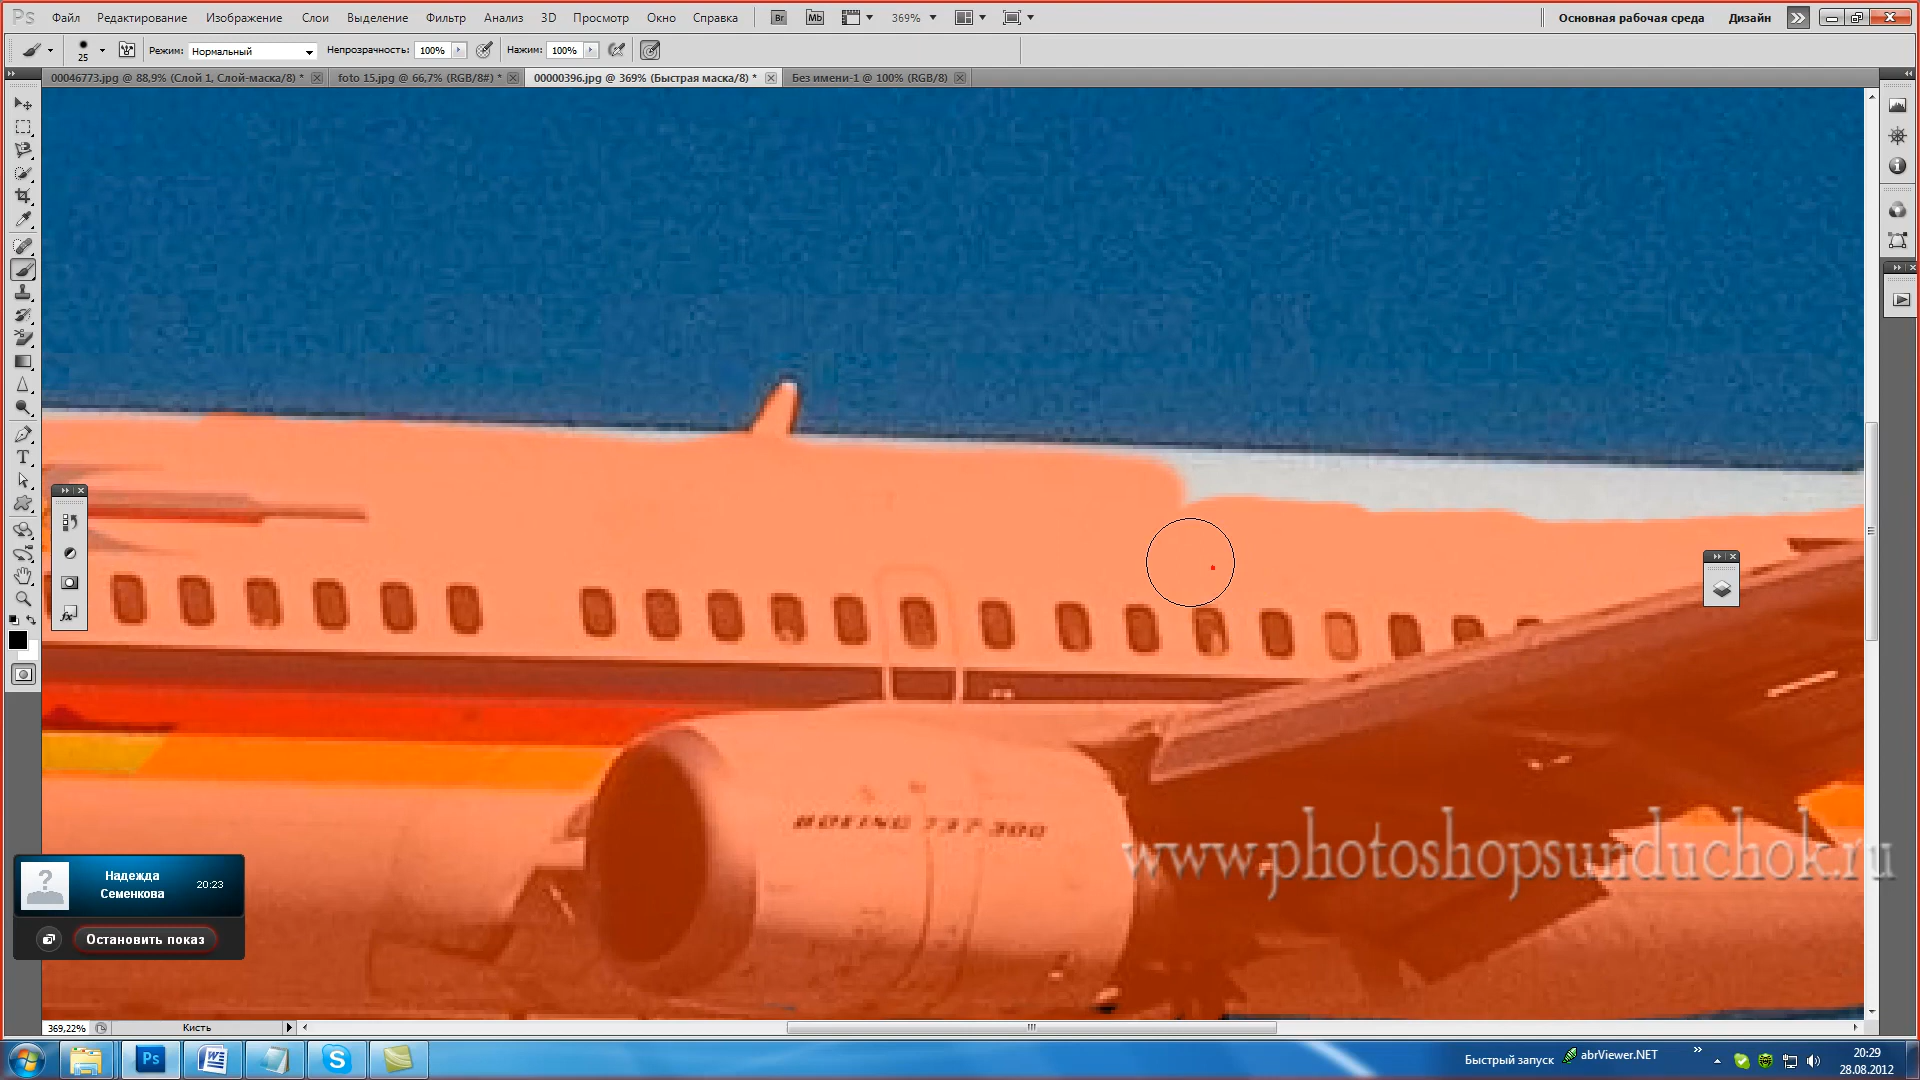 Ps Файл Редактирование Изображение Слои Выделение Фильтр Анализ 3D Просмотр Окно Справка Br Mb 369% Основная рабочая среда Дизайн
25 Режим: Нормальный Непрозрачность: 100% Нажим: 100%
00046773.jpg @ 88,9% (Слой 1, Слой-маска/8) * foto 15.jpg @ 66,7% (RGB/8#) * 00000396.jpg @ 369% (Быстрая маска/8) * Без имени-1 @ 100% (RGB/8)
BOEING 737-300
www.photoshopsunduchok.ru
Надежда
Семенкова
20:23
Остановить показ
369,22% Кисть
Ps Быстрый запуск abrViewer.NET 20:29
28.08.2012